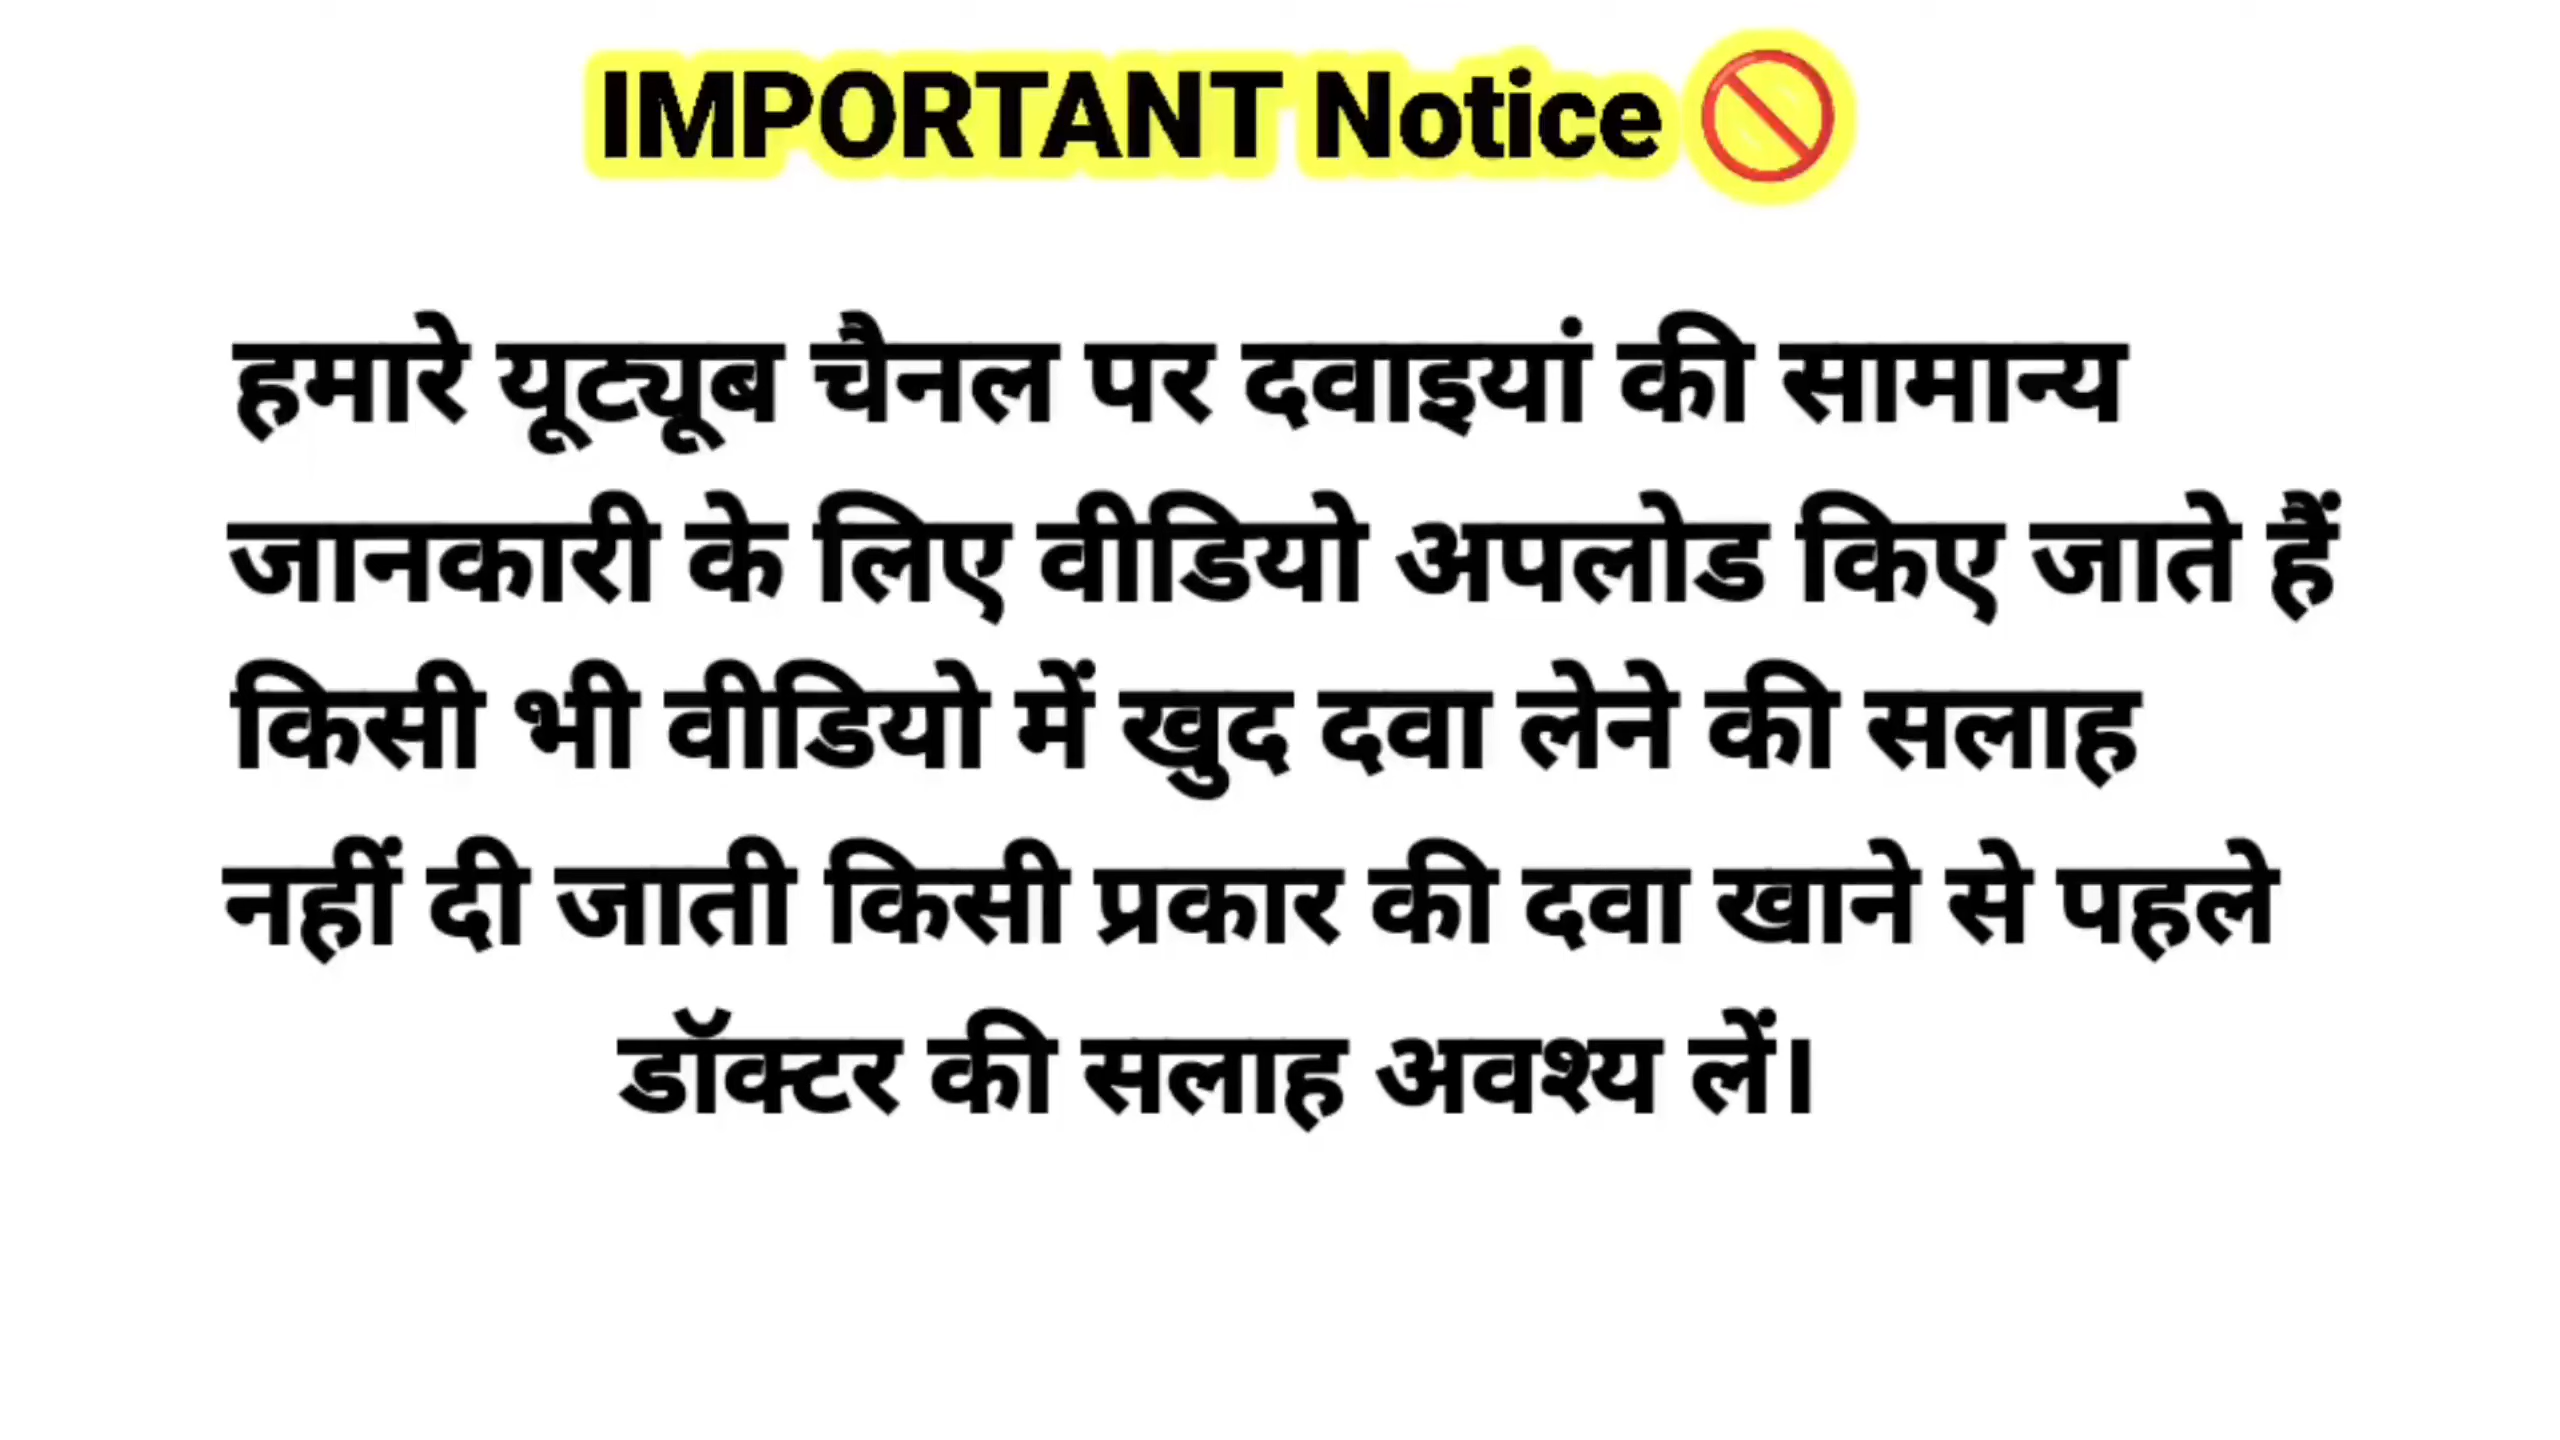 IMPORTANT Notice 🚫
हमारे यूट्यूब चैनल पर दवाइयां की सामान्य
जानकारी के लिए वीडियो अपलोड किए जाते हैं
किसी भी वीडियो में खुद दवा लेने की सलाह
नहीं दी जाती किसी प्रकार की दवा खाने से पहले
डॉक्टर की सलाह अवश्य लें।